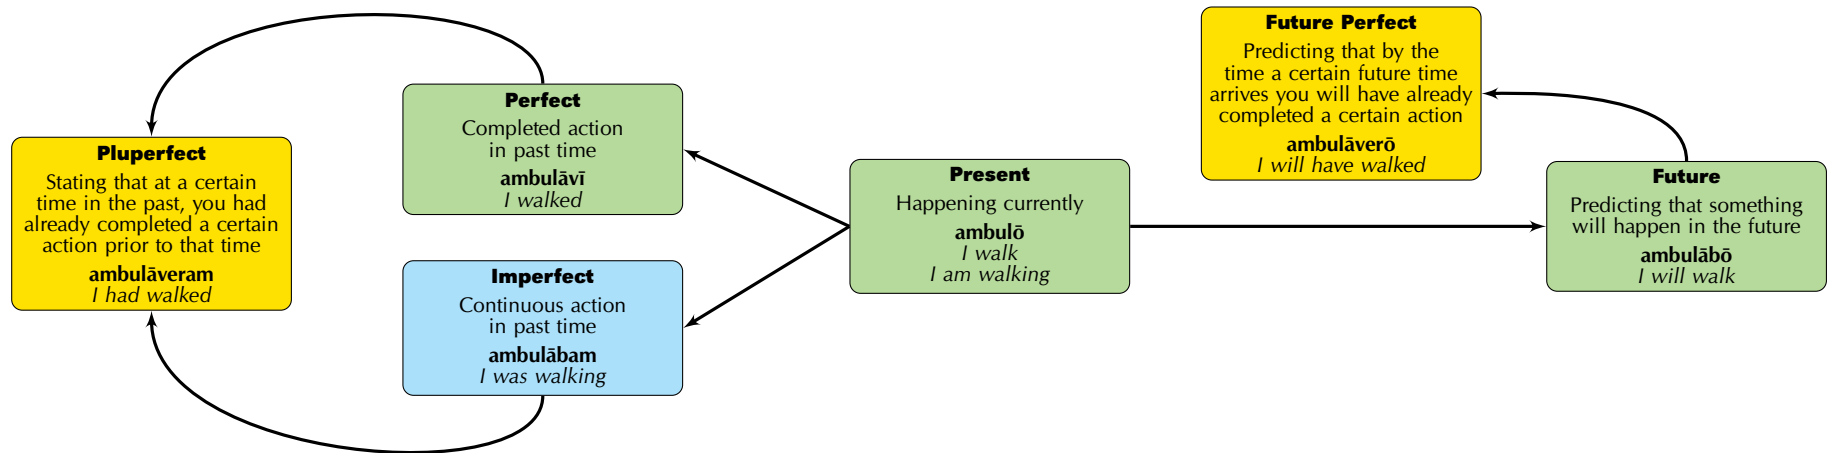 Pluperfect
Stating that at a certain
time in the past, you had
already completed a certain
action prior to that time
ambulāveram
I had walked
Perfect
Completed action
in past time
ambulāvī
I walked
Imperfect
Continuous action
in past time
ambulābam
I was walking
Present
Happening currently
ambulō
I walk
I am walking
Future Perfect
Predicting that by the
time a certain future time
arrives you will have already
completed a certain action
ambulāverō
I will have walked
Future
Predicting that something
will happen in the future
ambulābō
I will walk